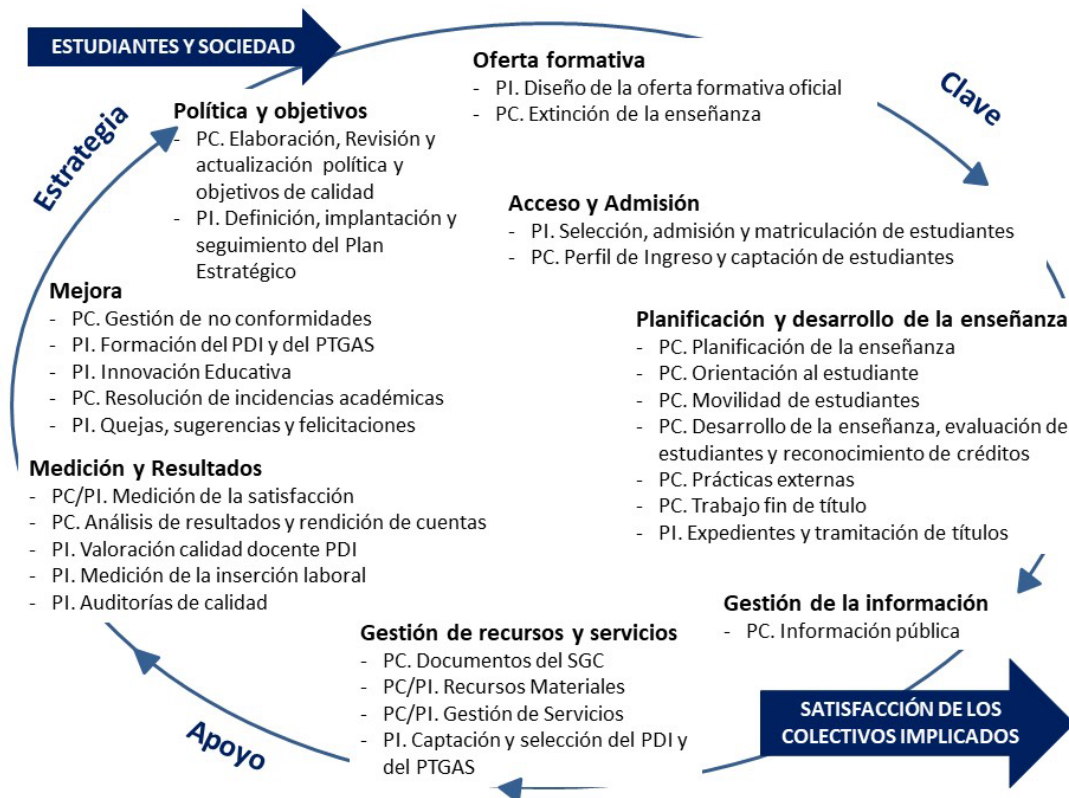 ESTUDIANTES Y SOCIEDAD
Oferta formativa
- PI. Diseño de la oferta formativa oficial
- PC. Extinción de la enseñanza
Clave
Estrategia
Política y objetivos
- PC. Elaboración, Revisión y
actualización política y
objetivos de calidad
- PI. Definición, implantación y
seguimiento del Plan
Estratégico
Acceso y Admisión
- PI. Selección, admisión y matriculación de estudiantes
- PC. Perfil de Ingreso y captación de estudiantes
Mejora
- PC. Gestión de no conformidades
- PI. Formación del PDI y del PTGAS
- PI. Innovación Educativa
- PC. Resolución de incidencias académicas
- PI. Quejas, sugerencias y felicitaciones
Planificación y desarrollo de la enseñanza
- PC. Planificación de la enseñanza
- PC. Orientación al estudiante
- PC. Movilidad de estudiantes
- PC. Desarrollo de la enseñanza, evaluación de
estudiantes y reconocimiento de créditos
- PC. Prácticas externas
- PC. Trabajo fin de título
- PI. Expedientes y tramitación de títulos
Medición y Resultados
- PC/PI. Medición de la satisfacción
- PC. Análisis de resultados y rendición de cuentas
- PI. Valoración calidad docente PDI
- PI. Medición de la inserción laboral
- PI. Auditorías de calidad
Gestión de la información
- PC. Información pública
Gestión de recursos y servicios
- PC. Documentos del SGC
- PC/PI. Recursos Materiales
- PC/PI. Gestión de Servicios
- PI. Captación y selección del PDI y
del PTGAS
Apoyo
SATISFACCIÓN DE LOS
COLECTIVOS IMPLICADOS